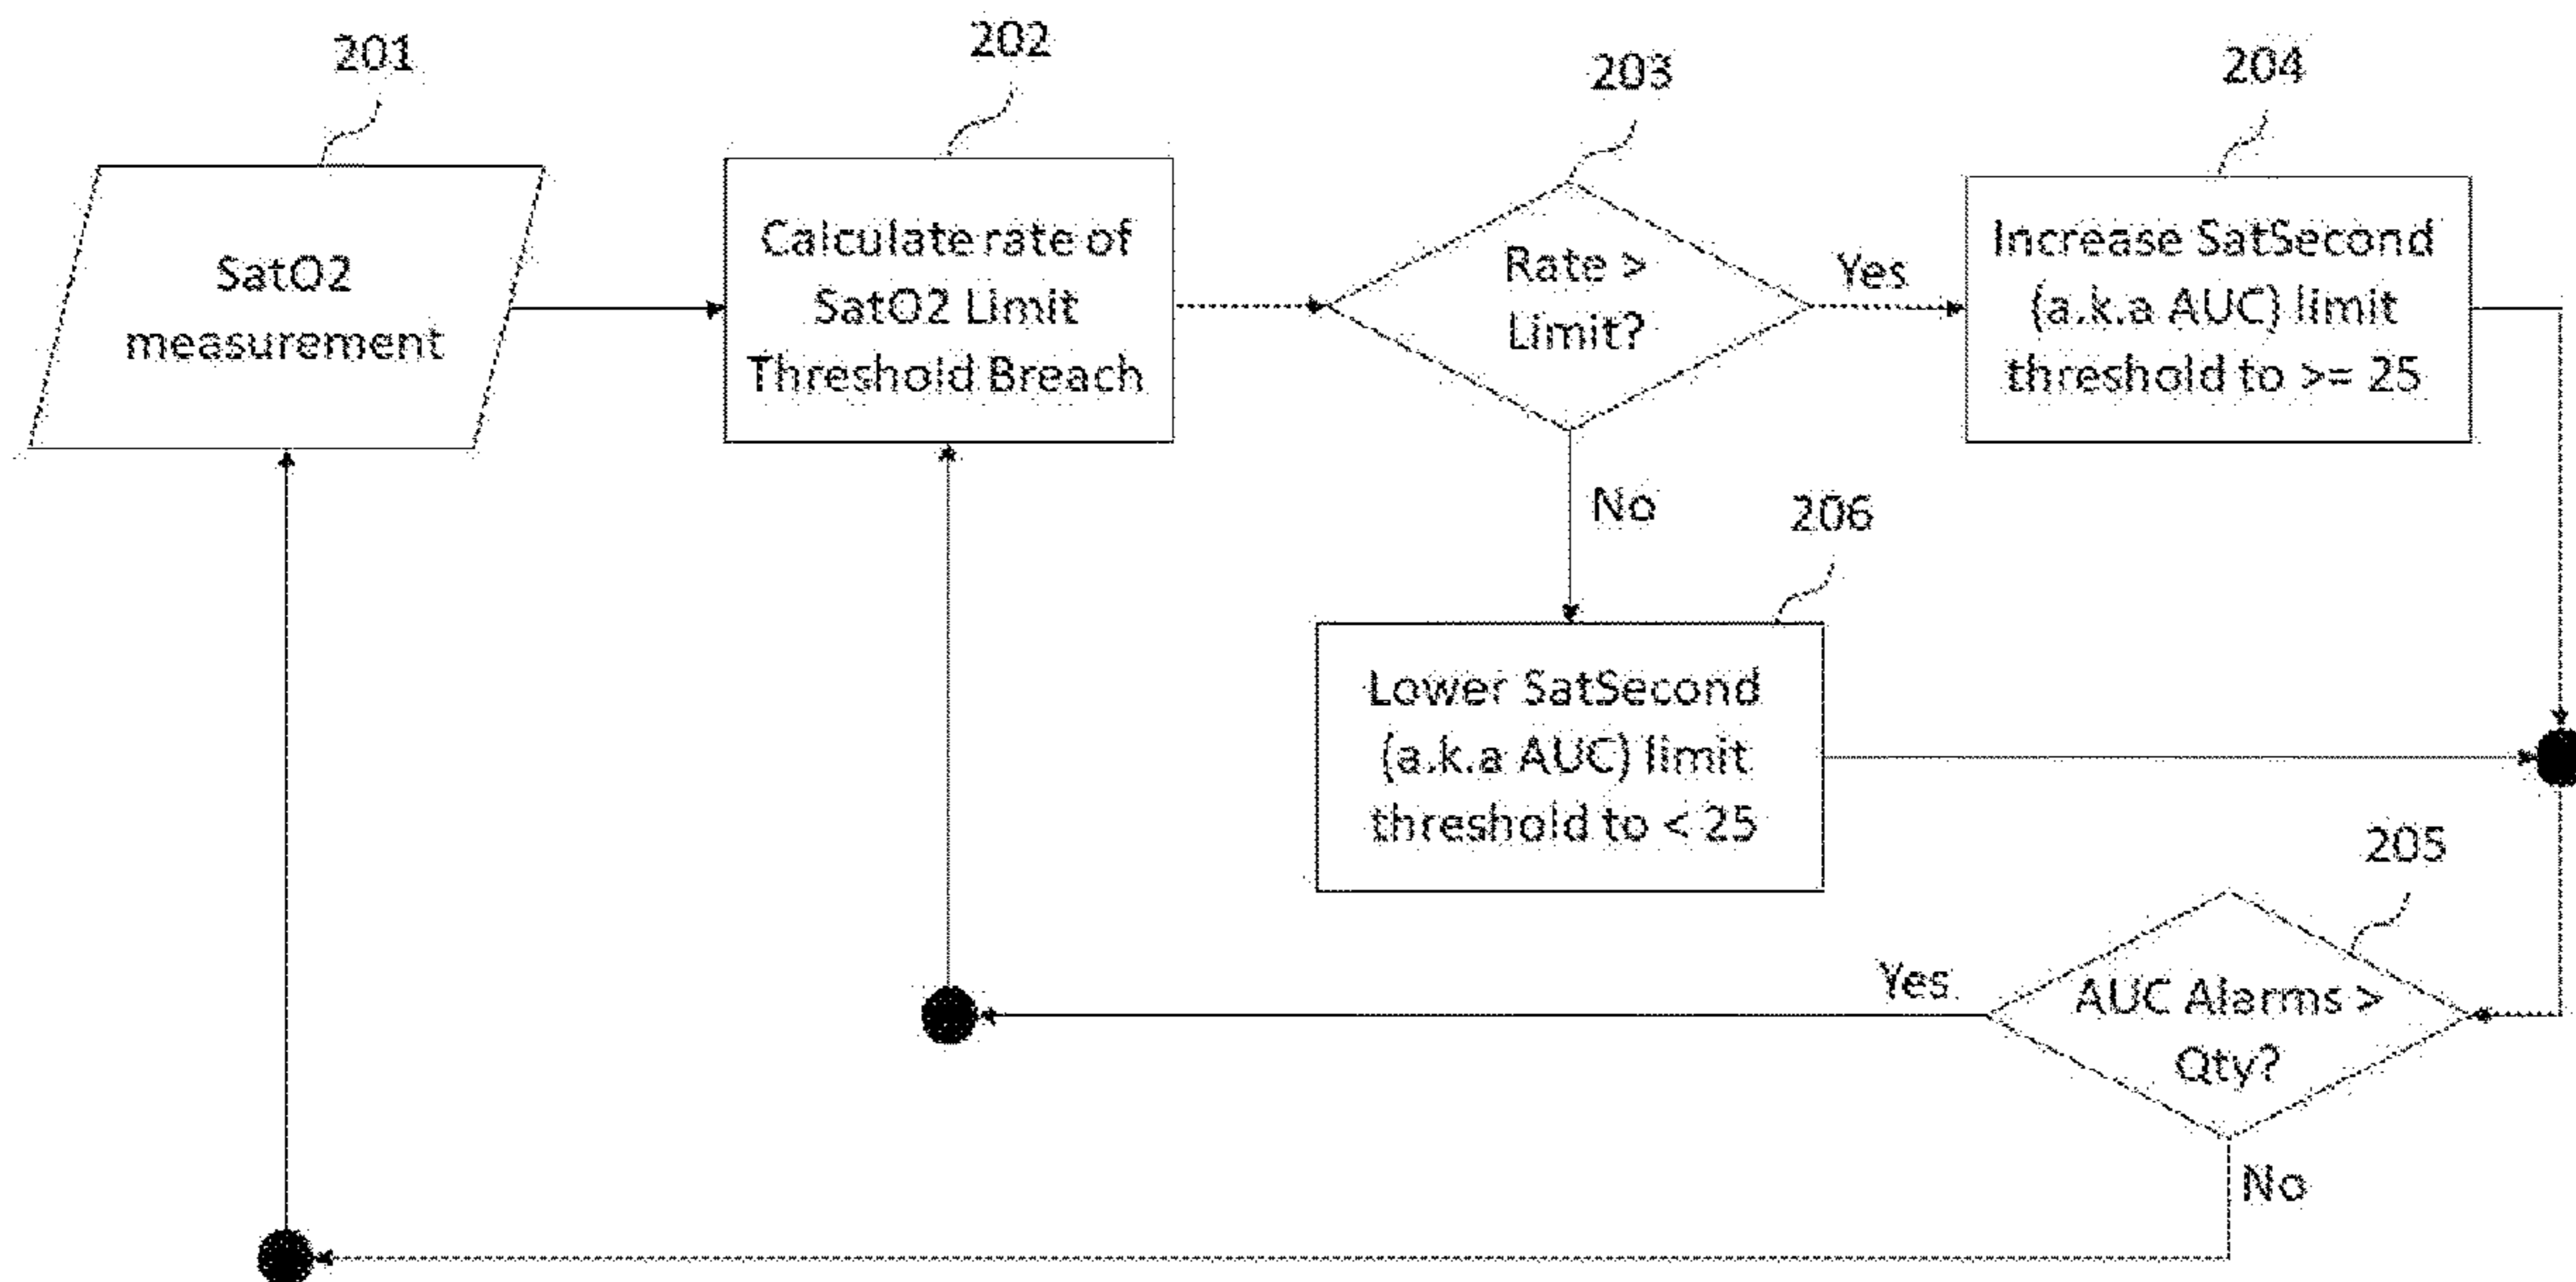 201
SatO2
measurement
202
Calculate rate of
SatO2 Limit
Threshold Breach
203
Rate >
Limit?
Yes
204
Increase SatSecond
(a.k.a AUC) limit
threshold to >= 25
No
206
Lower SatSecond
(a.k.a AUC) limit
threshold to < 25
205
AUC Alarms >
Qty?
Yes
No